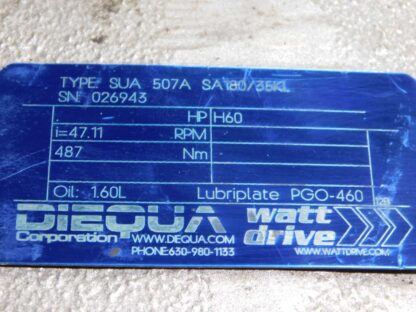 TYPE SUA 507A SA180/35KL
SN 026943
HP H60
i=47.11 RPM
487 Nm
Oil: 1.60L Lubriplate PGO-460
DIEQUA watt
Corporation drive
WWW.DIEQUA.COM
PHONE:630-980-1133 WWW.WATTDRIVE.COM